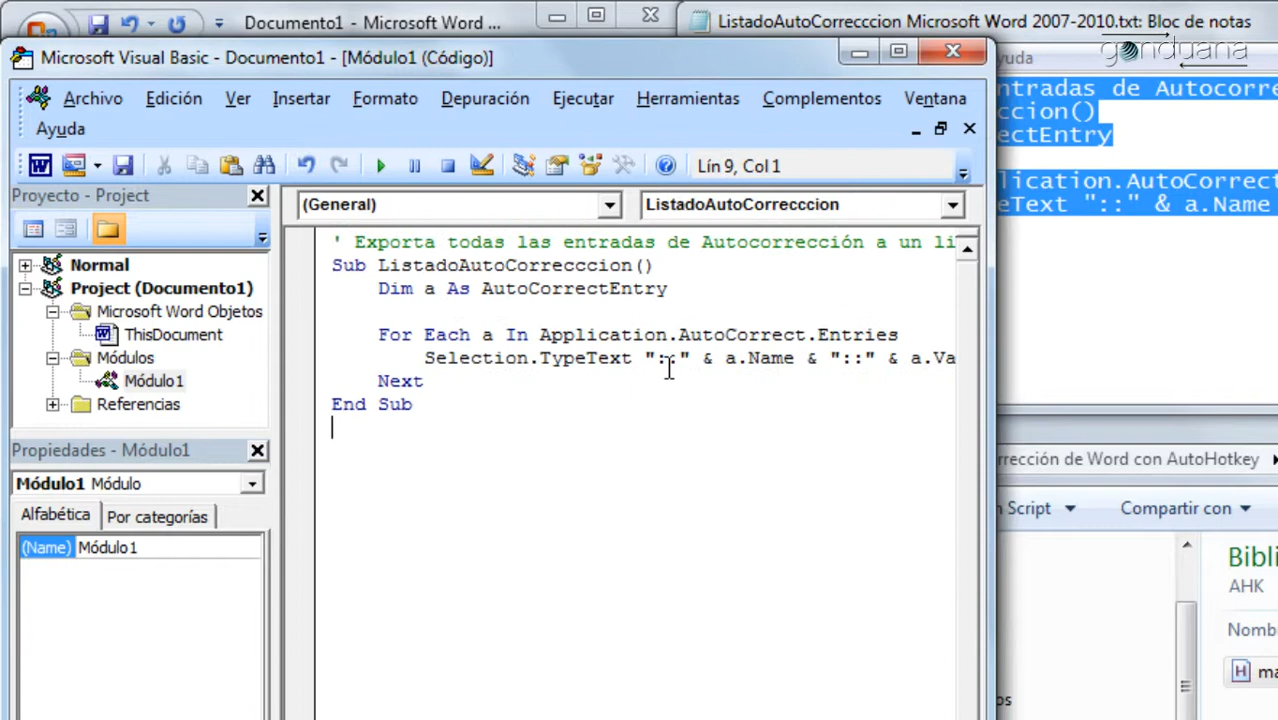 Documento1 - Microsoft Word ...
ListadoAutoCorrecccion Microsoft Word 2007-2010.txt: Bloc de notas
gonduana
Microsoft Visual Basic - Documento1 - [Módulo1 (Código)]
Archivo Edición Ver Insertar Formato Depuración Ejecutar Herramientas Complementos Ventana
Ayuda
Lín 9, Col 1
Proyecto - Project
(General)
ListadoAutoCorrecccion
Normal
Project (Documento1)
Microsoft Word Objetos
ThisDocument
Módulos
Módulo1
Referencias
Propiedades - Módulo1
Módulo1 Módulo
Alfabética
Por categorías
(Name) Módulo1
' Exporta todas las entradas de Autocorrección a un li
Sub ListadoAutoCorrecccion()
Dim a As AutoCorrectEntry
For Each a In Application.AutoCorrect.Entries
Selection.TypeText "::" & a.Name & "::" & a.Va
Next
End Sub
yuda
ntradas de Autocorre
ccion()
ectEntry
lication.AutoCorrect
eText "::" & a.Name
rrección de Word con AutoHotkey
n Script
Compartir con
Bibli
AHK
Nomb
ma
os